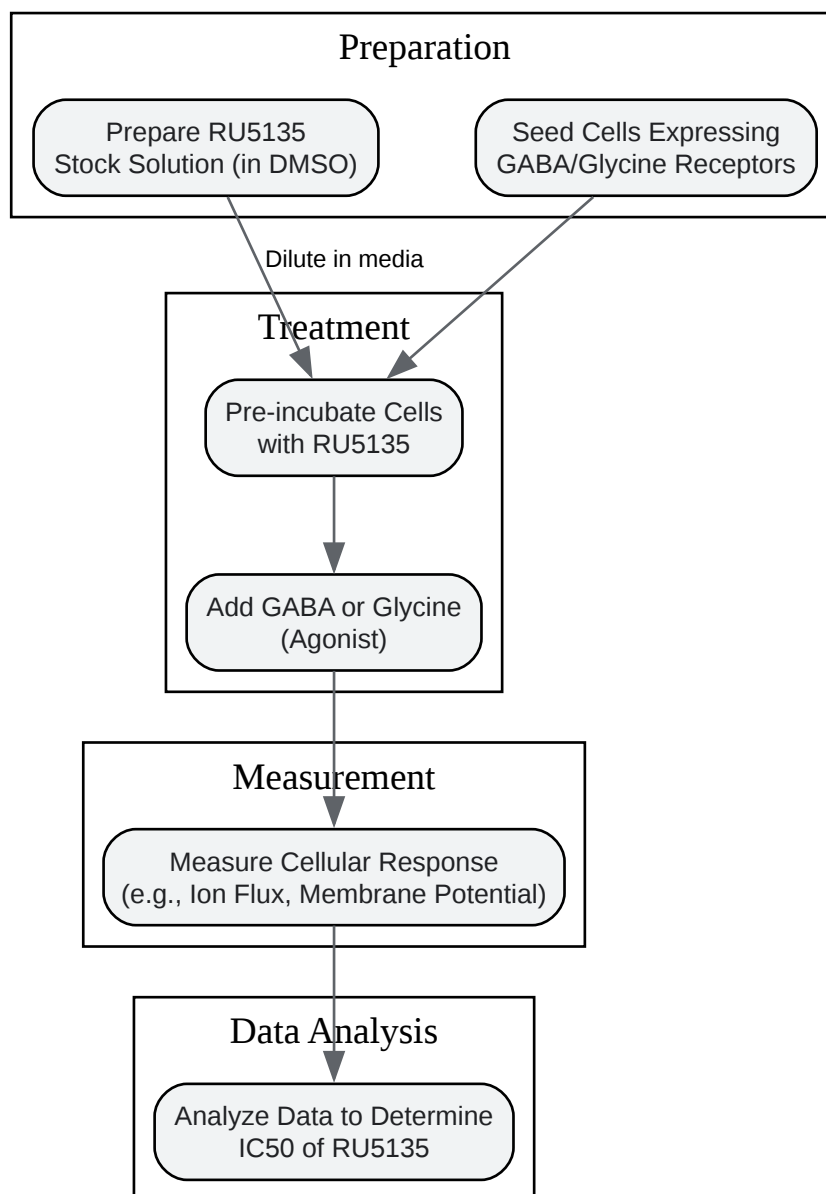 Preparation
Prepare RU5135
Stock Solution (in DMSO)
Seed Cells Expressing
GABA/Glycine Receptors
Dilute in media
Treatment
Pre-incubate Cells
with RU5135
Add GABA or Glycine
(Agonist)
Measurement
Measure Cellular Response
(e.g., Ion Flux, Membrane Potential)
Data Analysis
Analyze Data to Determine
IC50 of RU5135